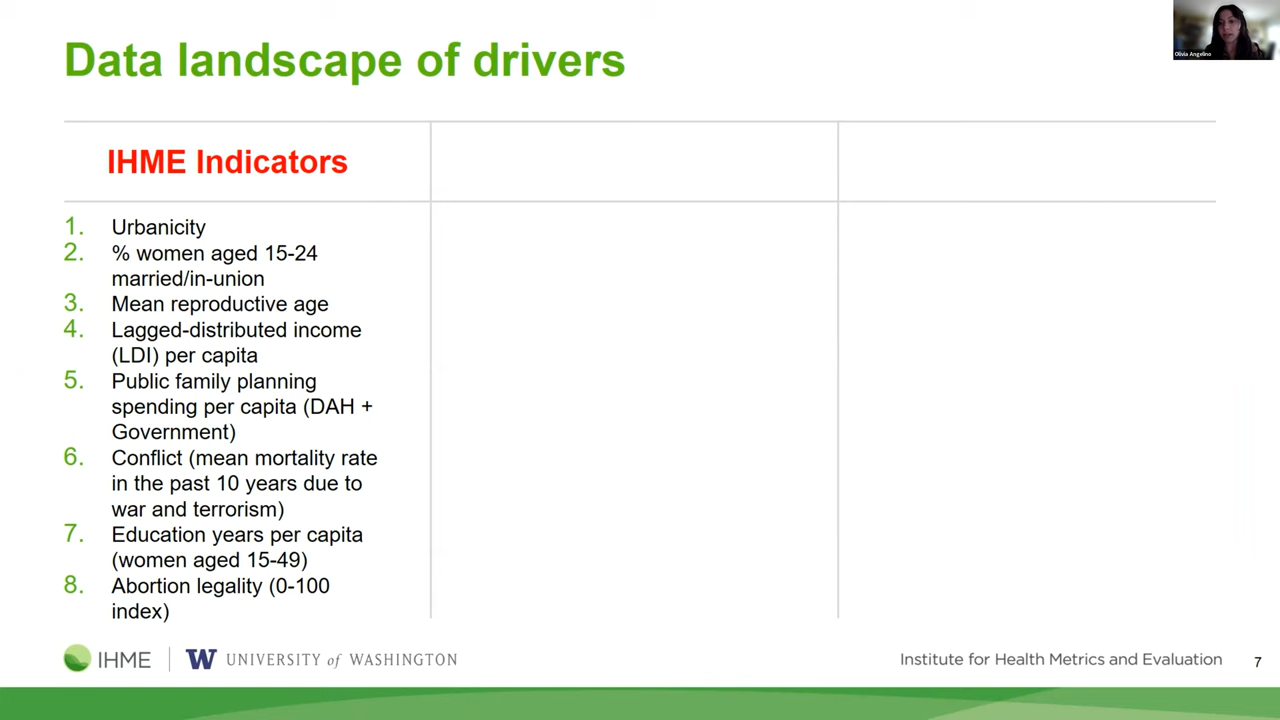 Data landscape of drivers
Olivia Angelino
IHME Indicators
1. Urbanicity
2. % women aged 15-24
married/in-union
3. Mean reproductive age
4. Lagged-distributed income
(LDI) per capita
5. Public family planning
spending per capita (DAH +
Government)
6. Conflict (mean mortality rate
in the past 10 years due to
war and terrorism)
7. Education years per capita
(women aged 15-49)
8. Abortion legality (0-100
index)
IHME | W UNIVERSITY of WASHINGTON
Institute for Health Metrics and Evaluation 7